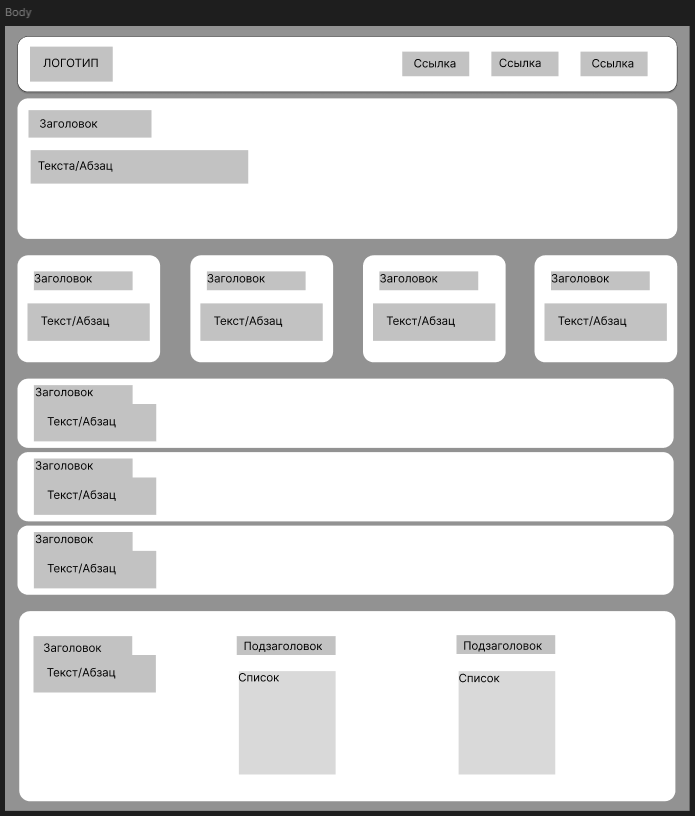 Body
ЛОГОТИП
Ссылка
Ссылка
Ссылка
Заголовок
Текста/Абзац
Заголовок
Заголовок
Заголовок
Заголовок
Текст/Абзац
Текст/Абзац
Текст/Абзац
Текст/Абзац
Заголовок
Текст/Абзац
Заголовок
Текст/Абзац
Заголовок
Текст/Абзац
Заголовок
Текст/Абзац
Подзаголовок
Список
Подзаголовок
Список